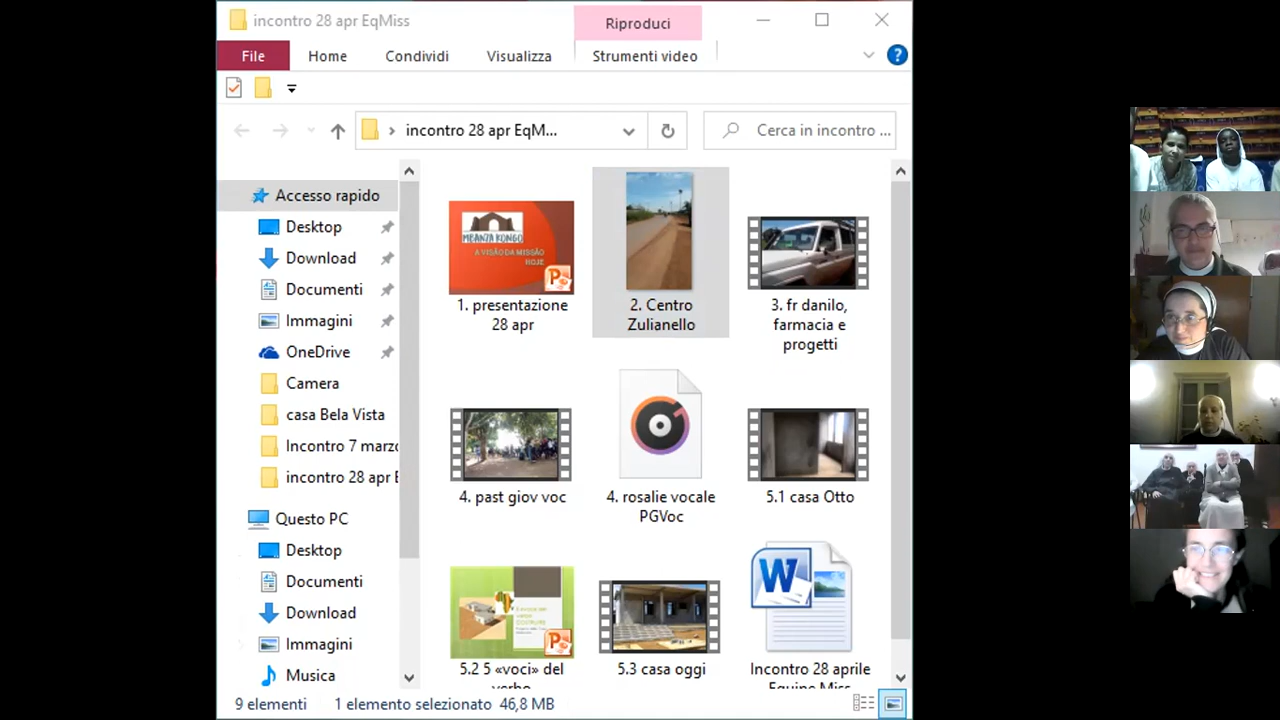 incontro 28 apr EqMiss
Riproduci
File
Home
Condividi
Visualizza
Strumenti video
?
incontro 28 apr EqM...
Cerca in incontro ...
Accesso rapido
Desktop
Download
Documenti
Immagini
OneDrive
Camera
casa Bela Vista
Incontro 7 marzo
incontro 28 apr E
Questo PC
Desktop
Documenti
Download
Immagini
Musica
MBANZA KONGO
A VISÃO DA MISSÃO
HOJE
1. presentazione
28 apr
2. Centro
Zulianello
3. fr danilo,
farmacia e
progetti
4. past giov voc
4. rosalie vocale
PGVoc
5.1 casa Otto
5.2 5 «voci» del
verbo
5.3 casa oggi
W
Incontro 28 aprile
Equipe Miss
9 elementi
1 elemento selezionato 46,8 MB